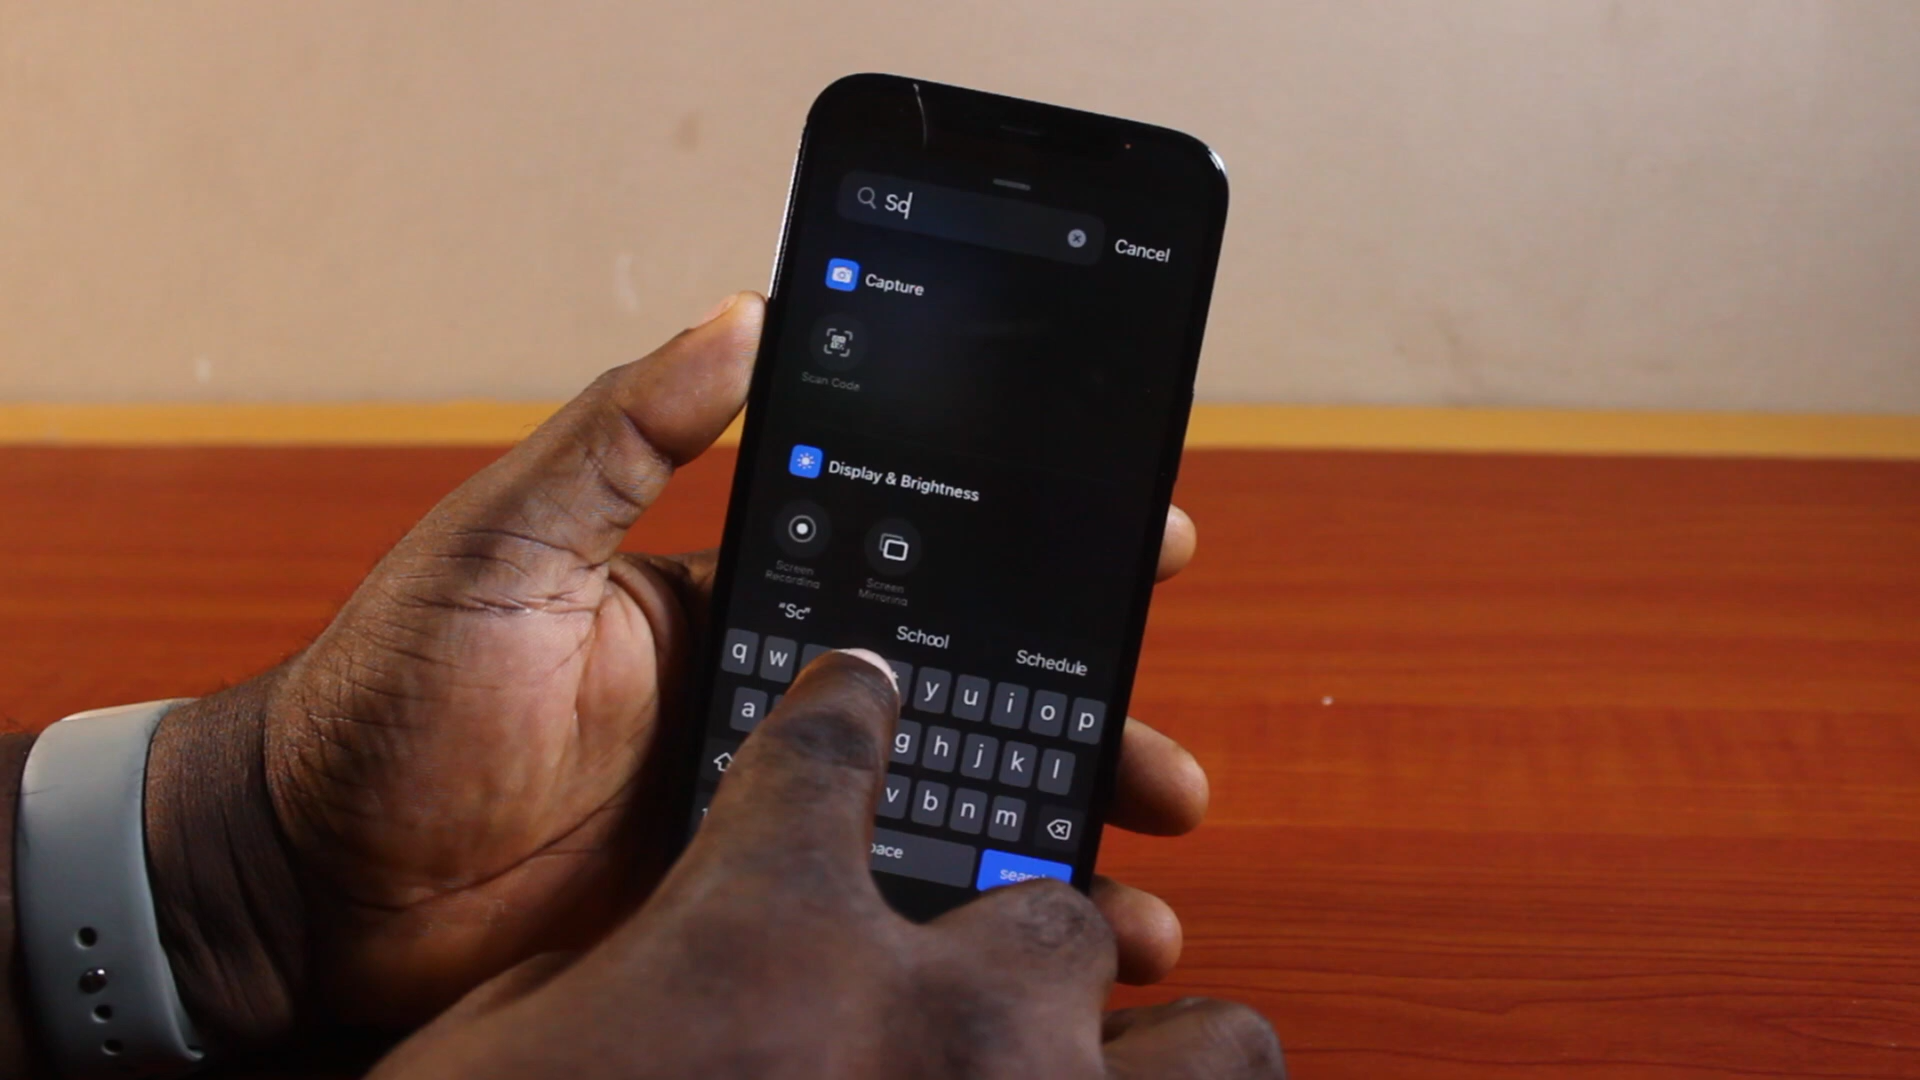 Sc
Cancel
Capture
Scan Code
Display & Brightness
Screen
Recording
Screen
Mirroring
"Sc"
School
Schedule
q w y u i o p
a g h j k l
v b n m